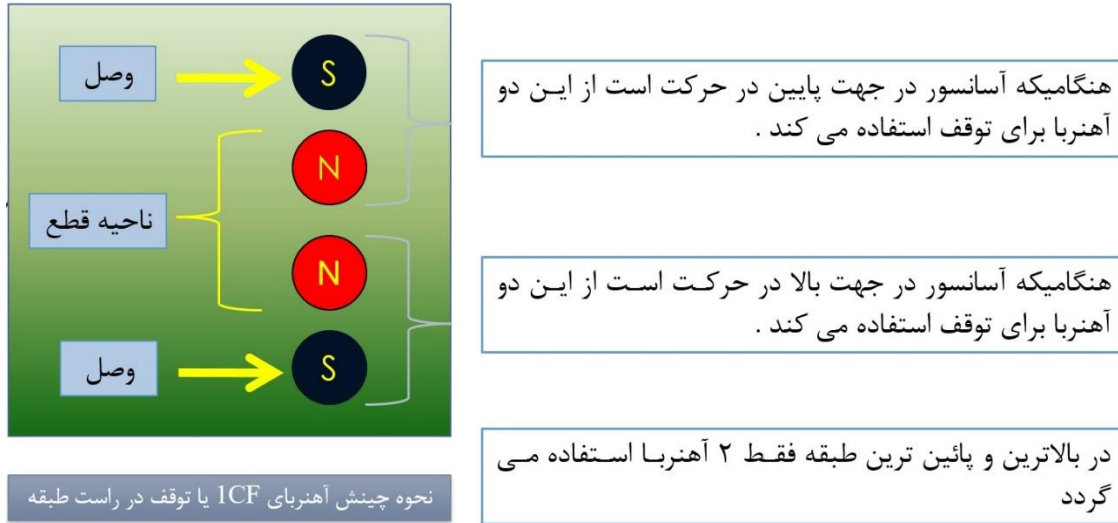 وصل
S
N
ناحیه قطع
N
وصل
S
نحوه چینش آهنربای 1CF یا توقف در راست طبقه
هنگامیکه آسانسور در جهت پایین در حرکت است از این دو
آهنربا برای توقف استفاده می کند .
هنگامیکه آسانسور در جهت بالا در حرکت است از این دو
آهنربا برای توقف استفاده می کند .
در بالاترین و پائین ترین طبقه فقط ۲ آهنربا استفاده می
گردد